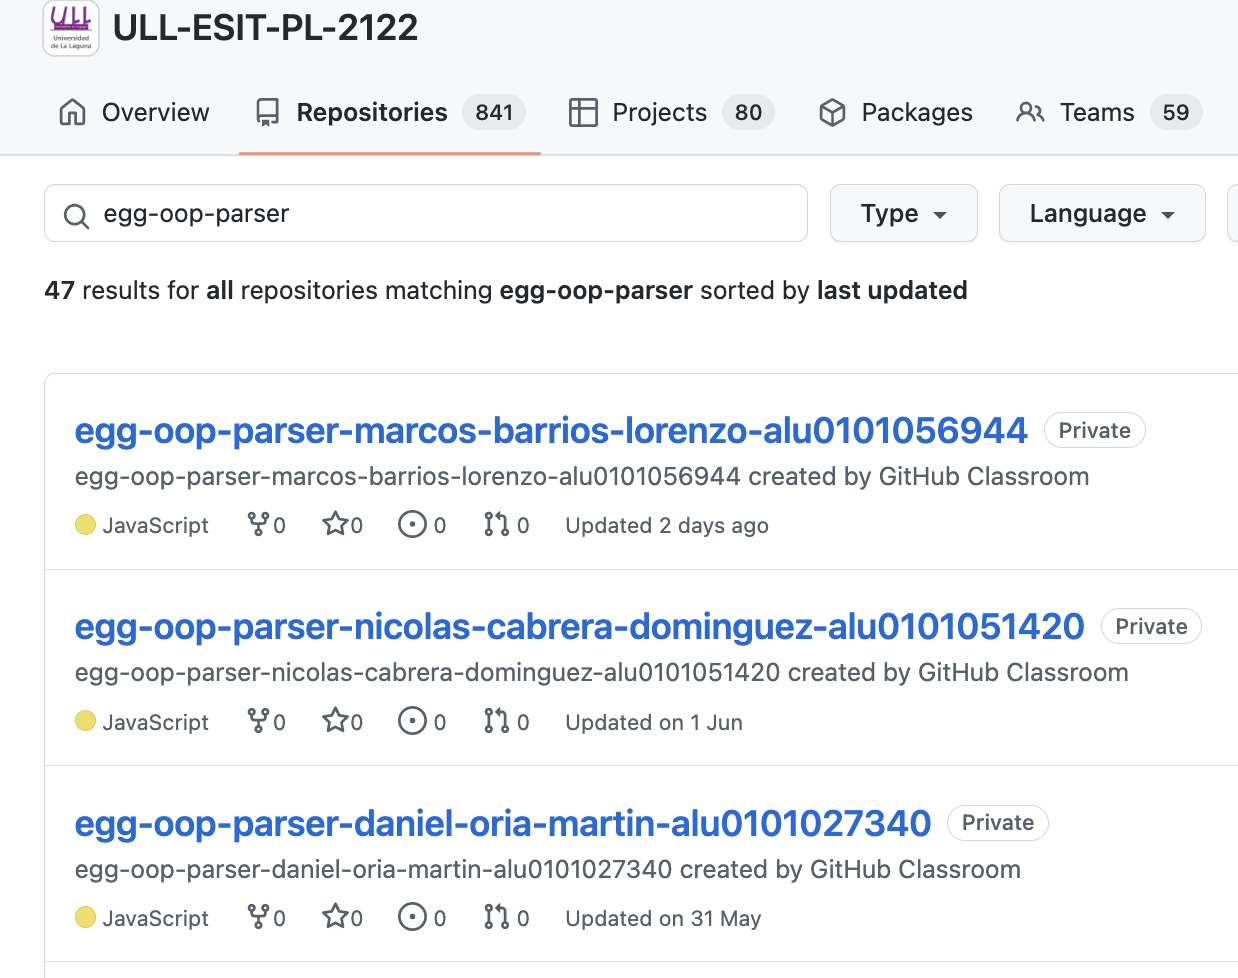 ULL
Universidad
de La Laguna
ULL-ESIT-PL-2122
Overview Repositories 841 Projects 80 Packages Teams 59
egg-oop-parser Type Language
47 results for all repositories matching egg-oop-parser sorted by last updated
egg-oop-parser-marcos-barrios-lorenzo-alu0101056944 Private
egg-oop-parser-marcos-barrios-lorenzo-alu0101056944 created by GitHub Classroom
JavaScript 0 0 0 0 Updated 2 days ago
egg-oop-parser-nicolas-cabrera-dominguez-alu0101051420 Private
egg-oop-parser-nicolas-cabrera-dominguez-alu0101051420 created by GitHub Classroom
JavaScript 0 0 0 0 Updated on 1 Jun
egg-oop-parser-daniel-oria-martin-alu0101027340 Private
egg-oop-parser-daniel-oria-martin-alu0101027340 created by GitHub Classroom
JavaScript 0 0 0 0 Updated on 31 May